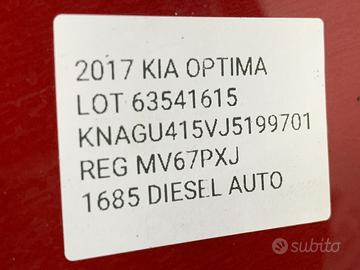 2017 KIA OPTIMA
LOT 63541615
KNAGU415VJ5199701
REG MV67PXJ
1685 DIESEL AUTO
subito